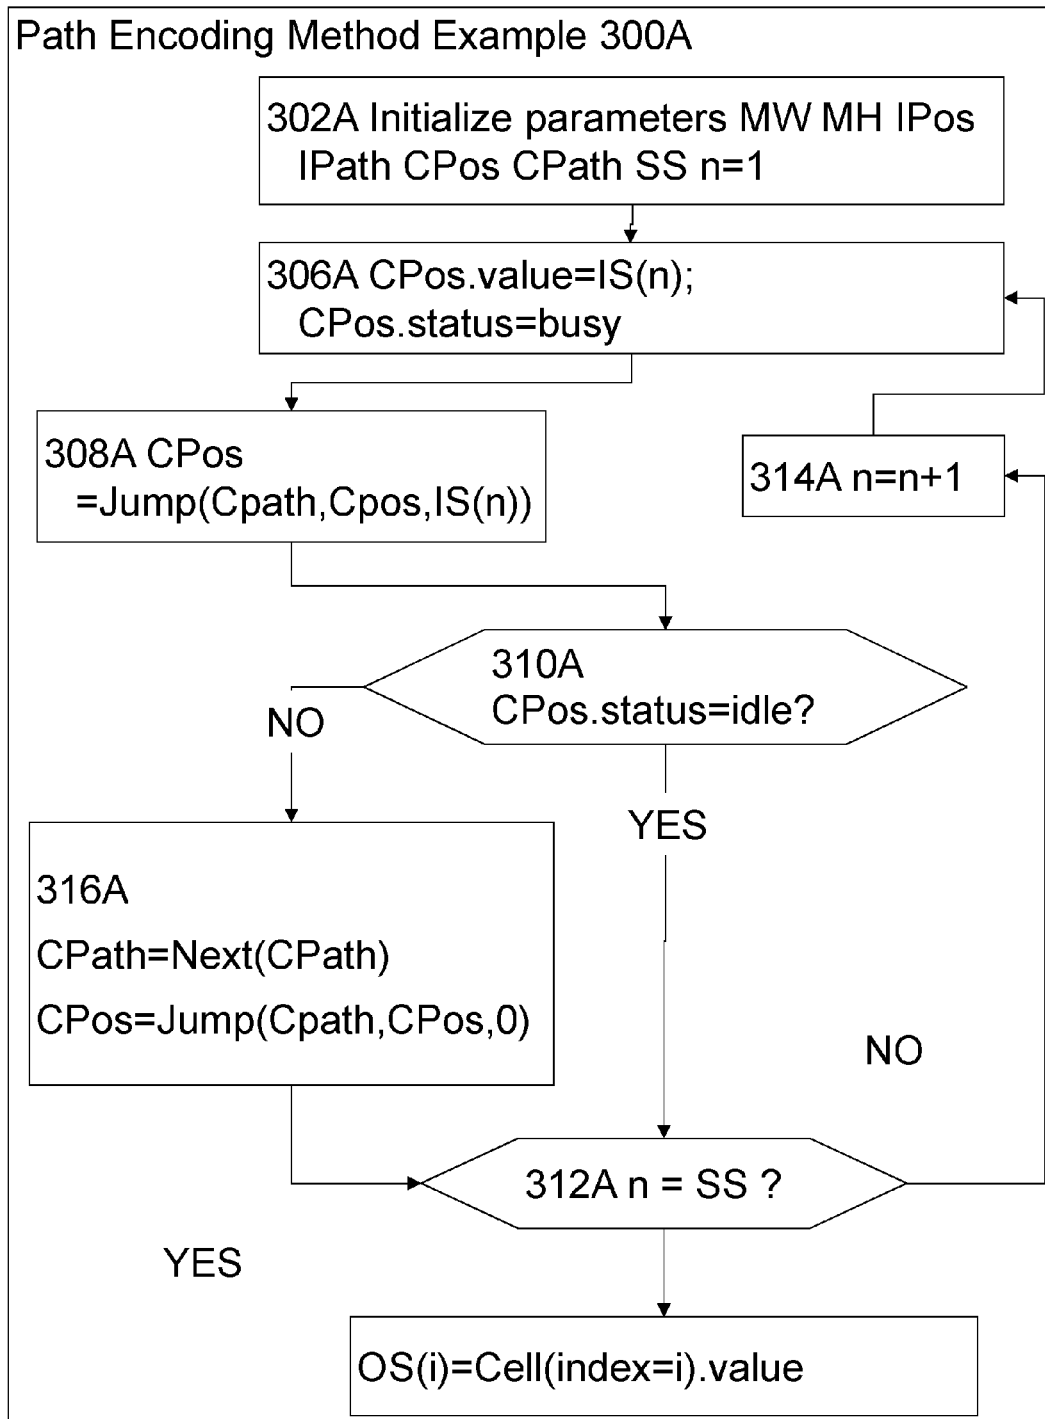 Path Encoding Method Example 300A
302A Initialize parameters MW MH IPos
IPath CPos CPath SS n=1
306A CPos.value=IS(n);
CPos.status=busy
308A CPos
=Jump(Cpath,Cpos,IS(n))
314A n=n+1
310A
CPos.status=idle?
NO
YES
316A
CPath=Next(CPath)
CPos=Jump(Cpath,CPos,0)
NO
312A n = SS ?
YES
OS(i)=Cell(index=i).value